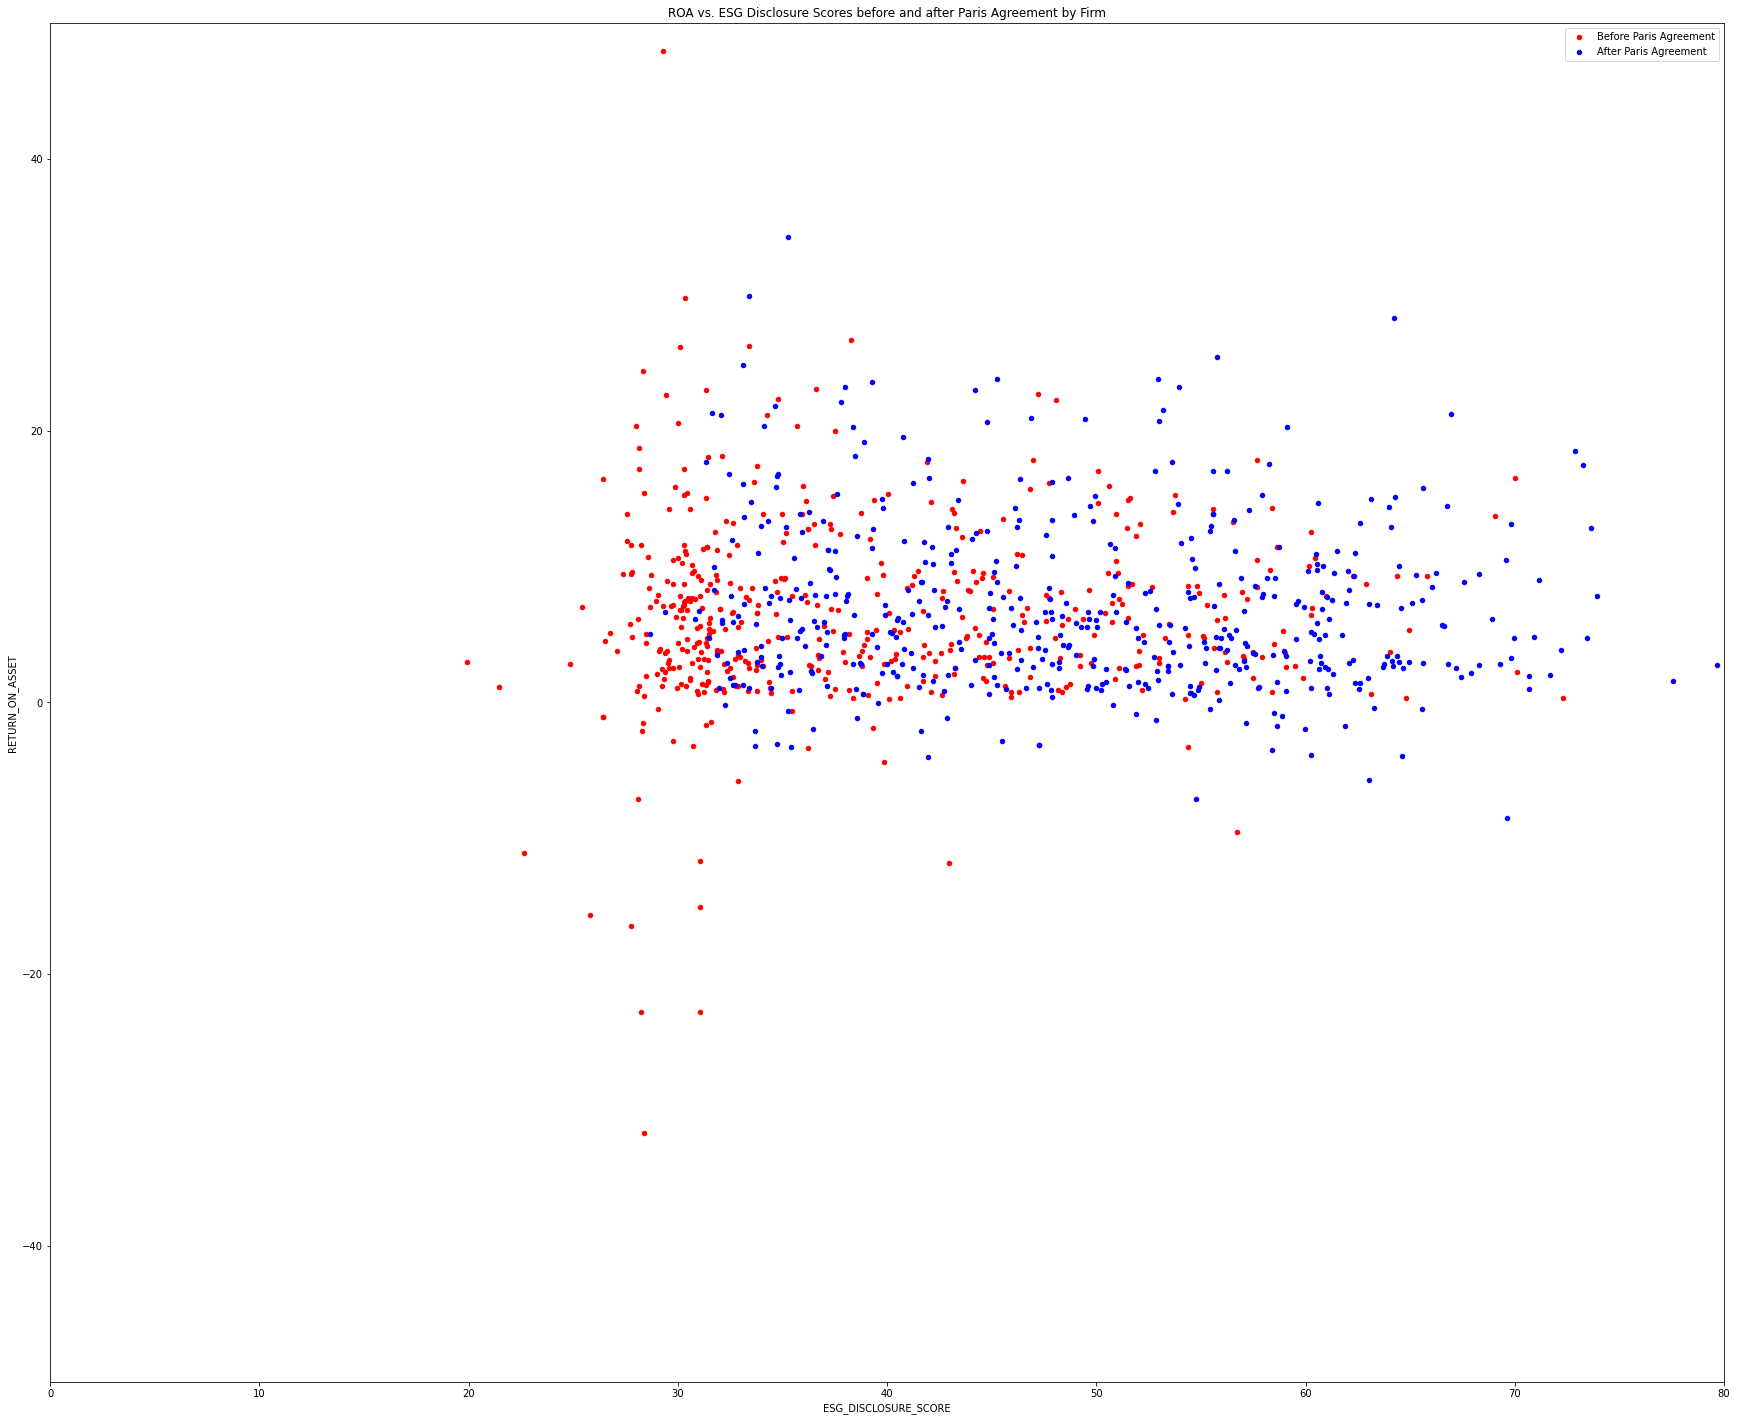 ROA vs. ESG Disclosure Scores before and after Paris Agreement by Firm
Before Paris Agreement
After Paris Agreement
40
20
0
−20
−40
RETURN_ON_ASSET
0 10 20 30 40 50 60 70 80
ESG_DISCLOSURE_SCORE